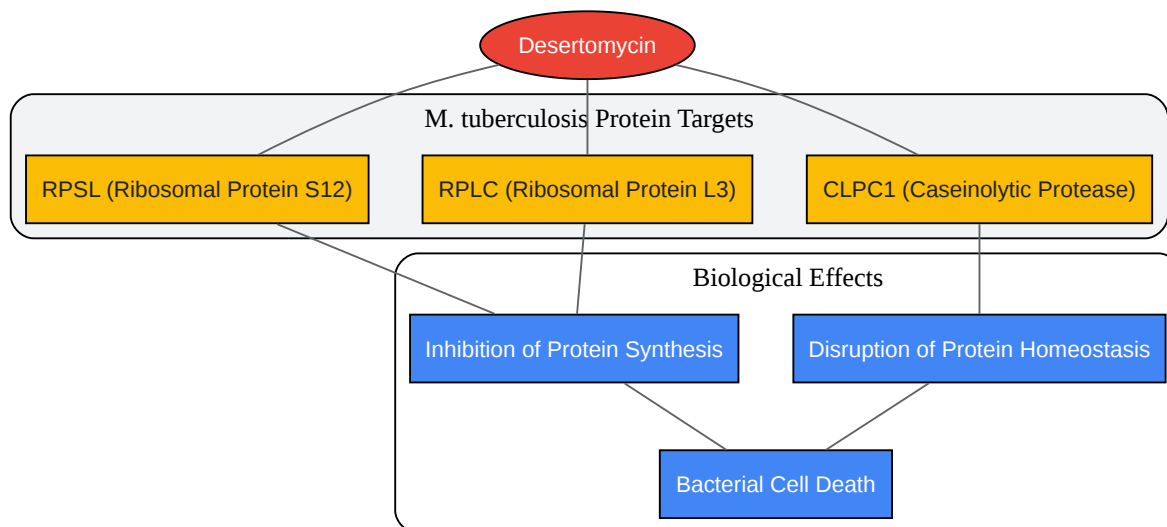 Desertomycin
M. tuberculosis Protein Targets
RPSL (Ribosomal Protein S12)
RPLC (Ribosomal Protein L3)
CLPC1 (Caseinolytic Protease)
Biological Effects
Inhibition of Protein Synthesis
Disruption of Protein Homeostasis
Bacterial Cell Death